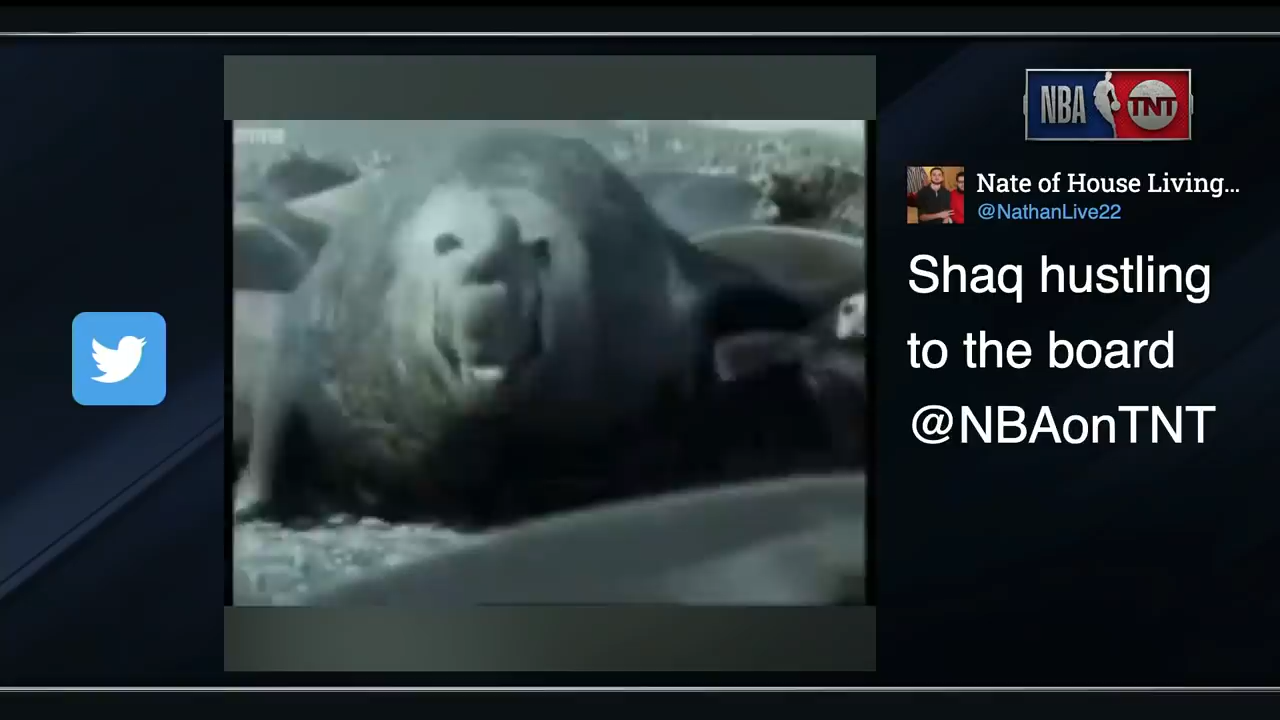 NBA TNT
Nate of House Living...
@NathanLive22
Shaq hustling
to the board
@NBAonTNT